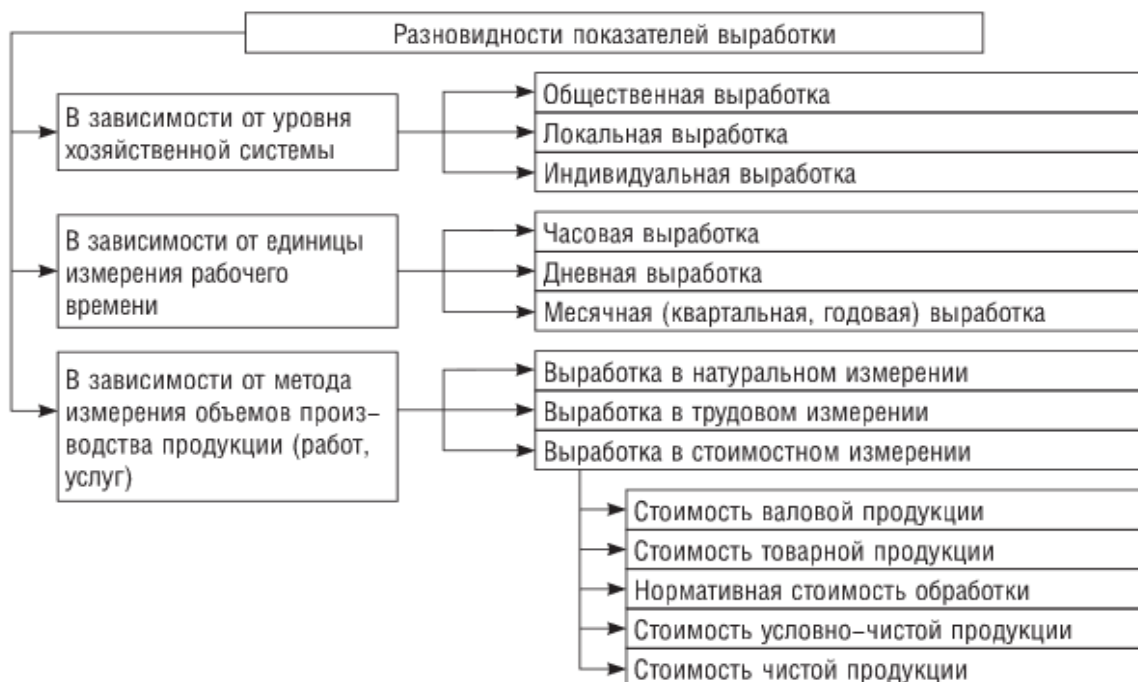 Разновидности показателей выработки
В зависимости от уровня
хозяйственной системы
Общественная выработка
Локальная выработка
Индивидуальная выработка
В зависимости от единицы
измерения рабочего
времени
Часовая выработка
Дневная выработка
Месячная (квартальная, годовая) выработка
В зависимости от метода
измерения объемов произ-
водства продукции (работ,
услуг)
Выработка в натуральном измерении
Выработка в трудовом измерении
Выработка в стоимостном измерении
Стоимость валовой продукции
Стоимость товарной продукции
Нормативная стоимость обработки
Стоимость условно-чистой продукции
Стоимость чистой продукции